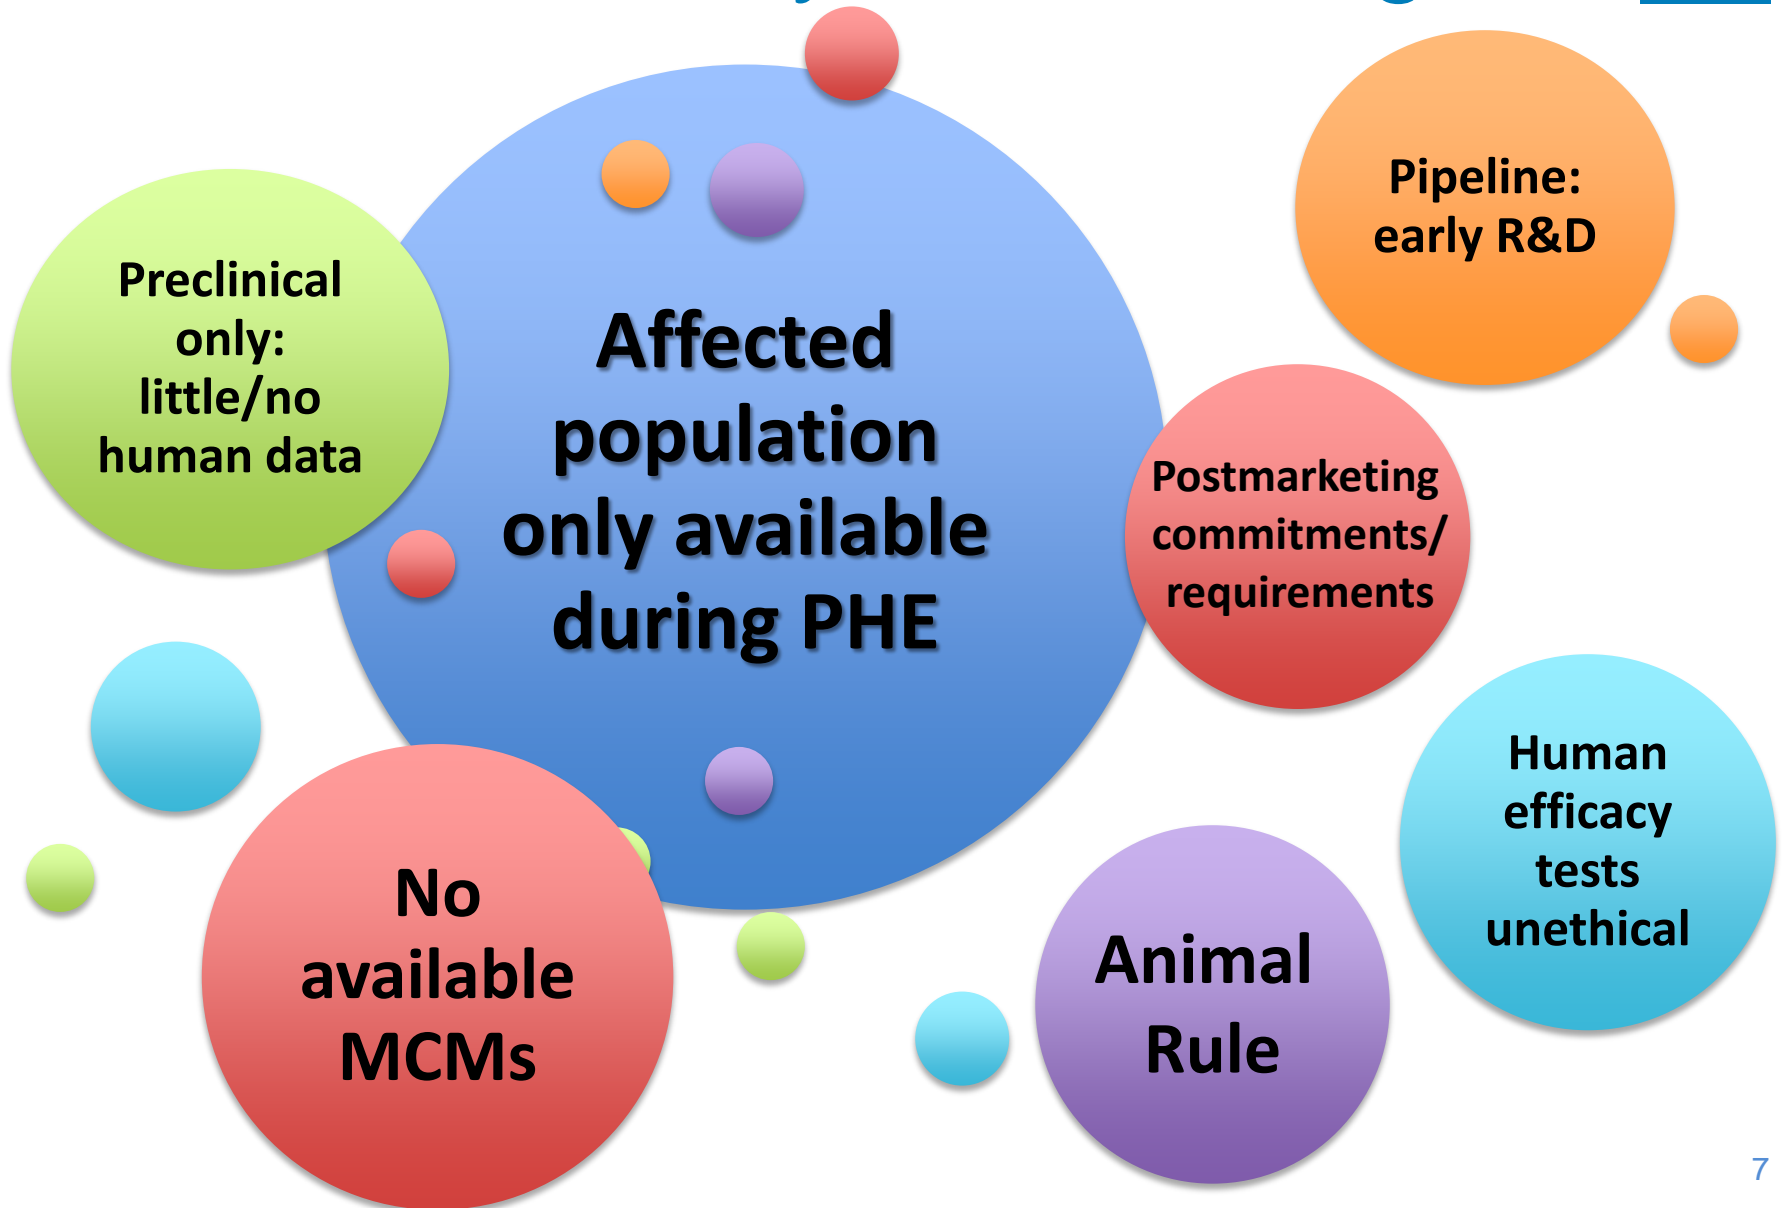 Pipeline:
early R&D
Preclinical
only:
little/no
human data
Affected
population
only available
during PHE
Postmarketing
commitments/
requirements
Human
efficacy
tests
unethical
No
available
MCMs
Animal
Rule
7